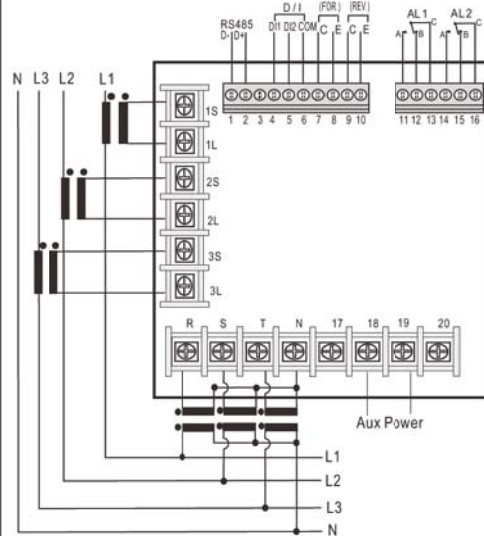 D / I (FOR.) (REV.) AL1 AL2
RS485
D- D+ DI1 DI2 COM C E C E A B C A B C
1 2 3 4 5 6 7 8 9 10 11 12 13 14 15 16
N L3 L2 L1
1S
1L
2S
2L
3S
3L
R S T N 17 18 19 20
Aux Power
L1
L2
L3
N